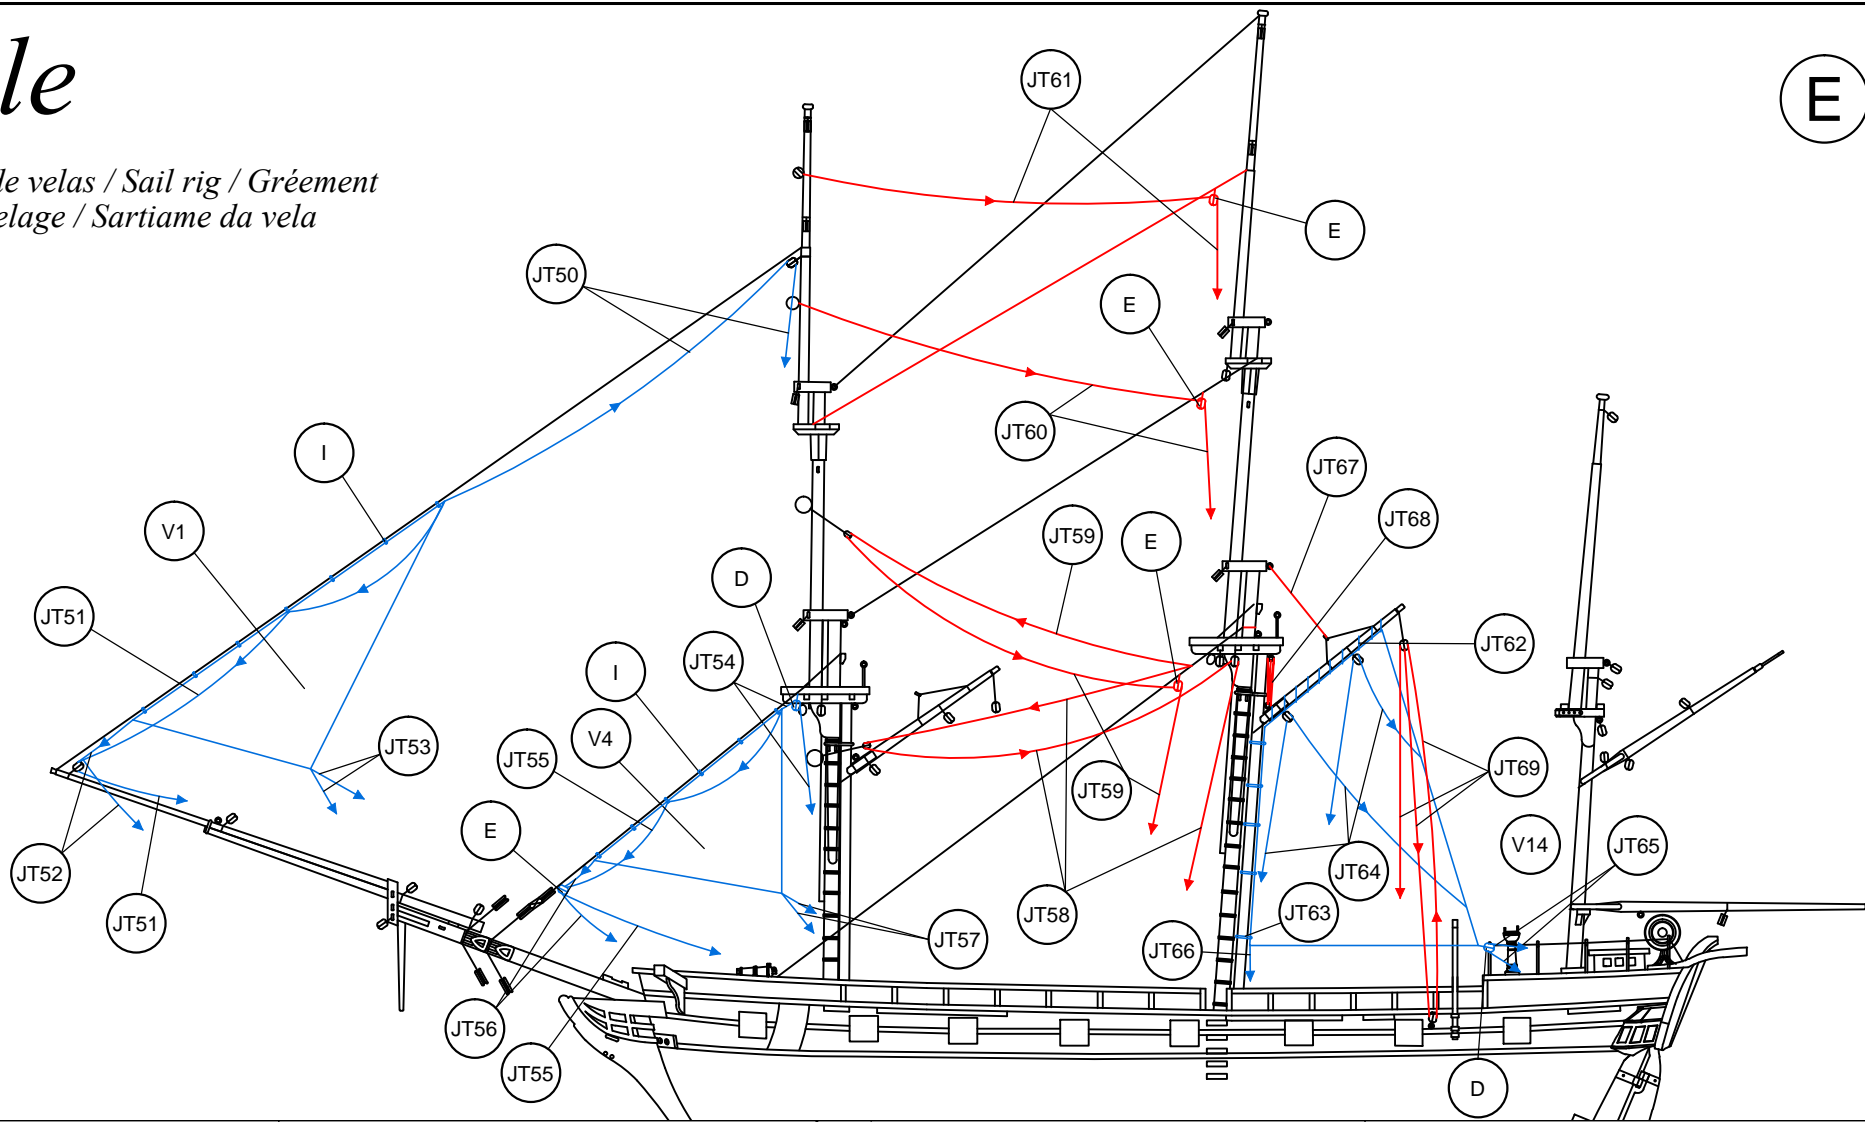 le
E
de velas / Sail rig / Gréement
elage / Sartiame da vela
JT61
E
JT50
E
JT60
I
V1
JT67
JT68
JT59
E
D
JT51
JT54
JT62
I
V4
JT53
JT55
JT69
JT59
E
V14
JT65
JT52
JT64
JT51
JT58
JT57
JT63
JT66
JT56
JT55
D